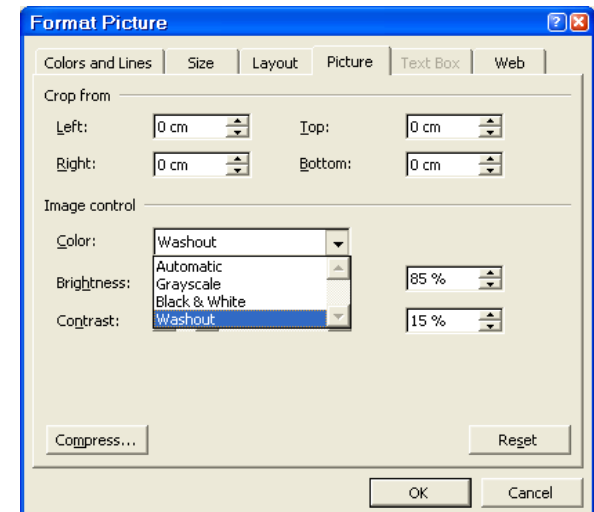 Format Picture
Colors and Lines Size Layout Picture Text Box Web
Crop from
Left: 0 cm Top: 0 cm
Right: 0 cm Bottom: 0 cm
Image control
Color: Washout
Automatic
Brightness: Grayscale 85 %
Black & White
Contrast: Washout 15 %
Compress... Reset
OK Cancel